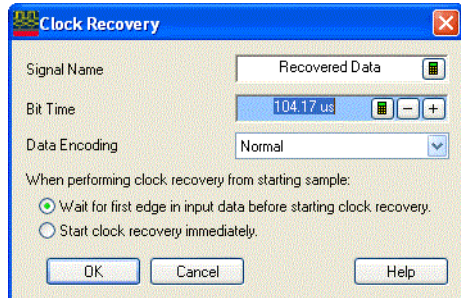 Clock Recovery
Signal Name Recovered Data
Bit Time 104.17 us
Data Encoding Normal
When performing clock recovery from starting sample:
Wait for first edge in input data before starting clock recovery.
Start clock recovery immediately.
OK Cancel Help